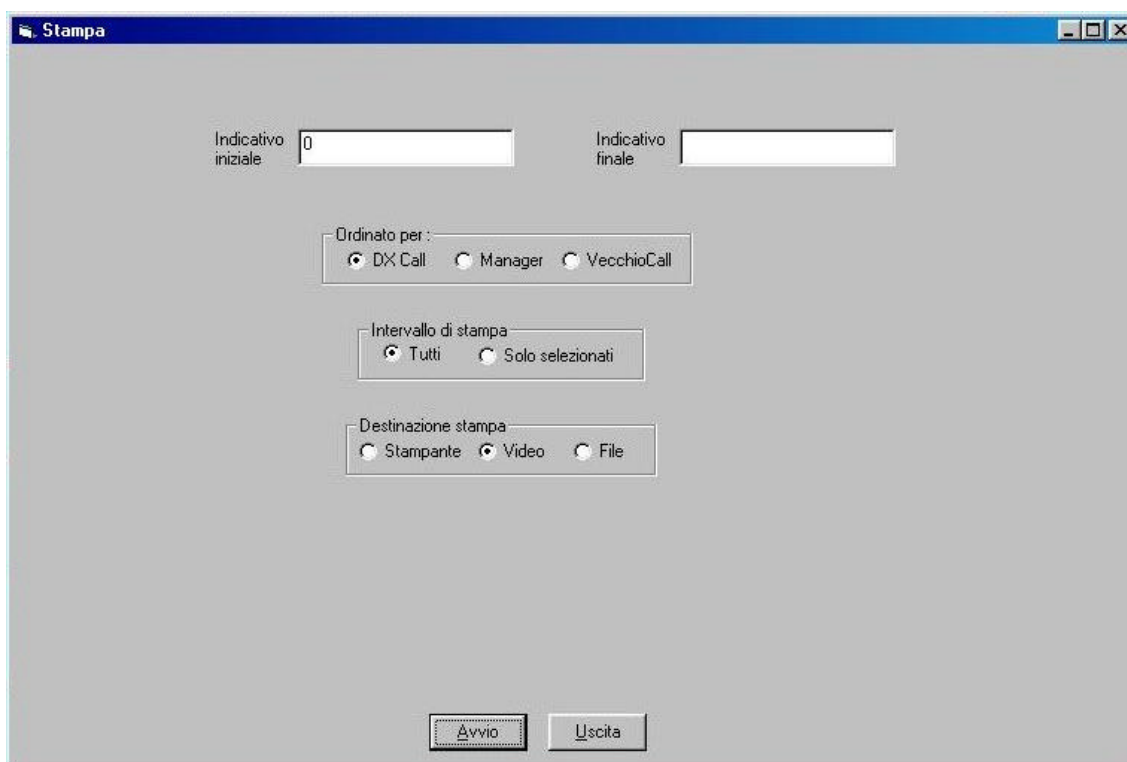 Stampa
Indicativo
iniziale
0
Indicativo
finale
Ordinato per :
DX Call Manager VecchioCall
Intervallo di stampa
Tutti Solo selezionati
Destinazione stampa
Stampante Video File
Avvio Uscita